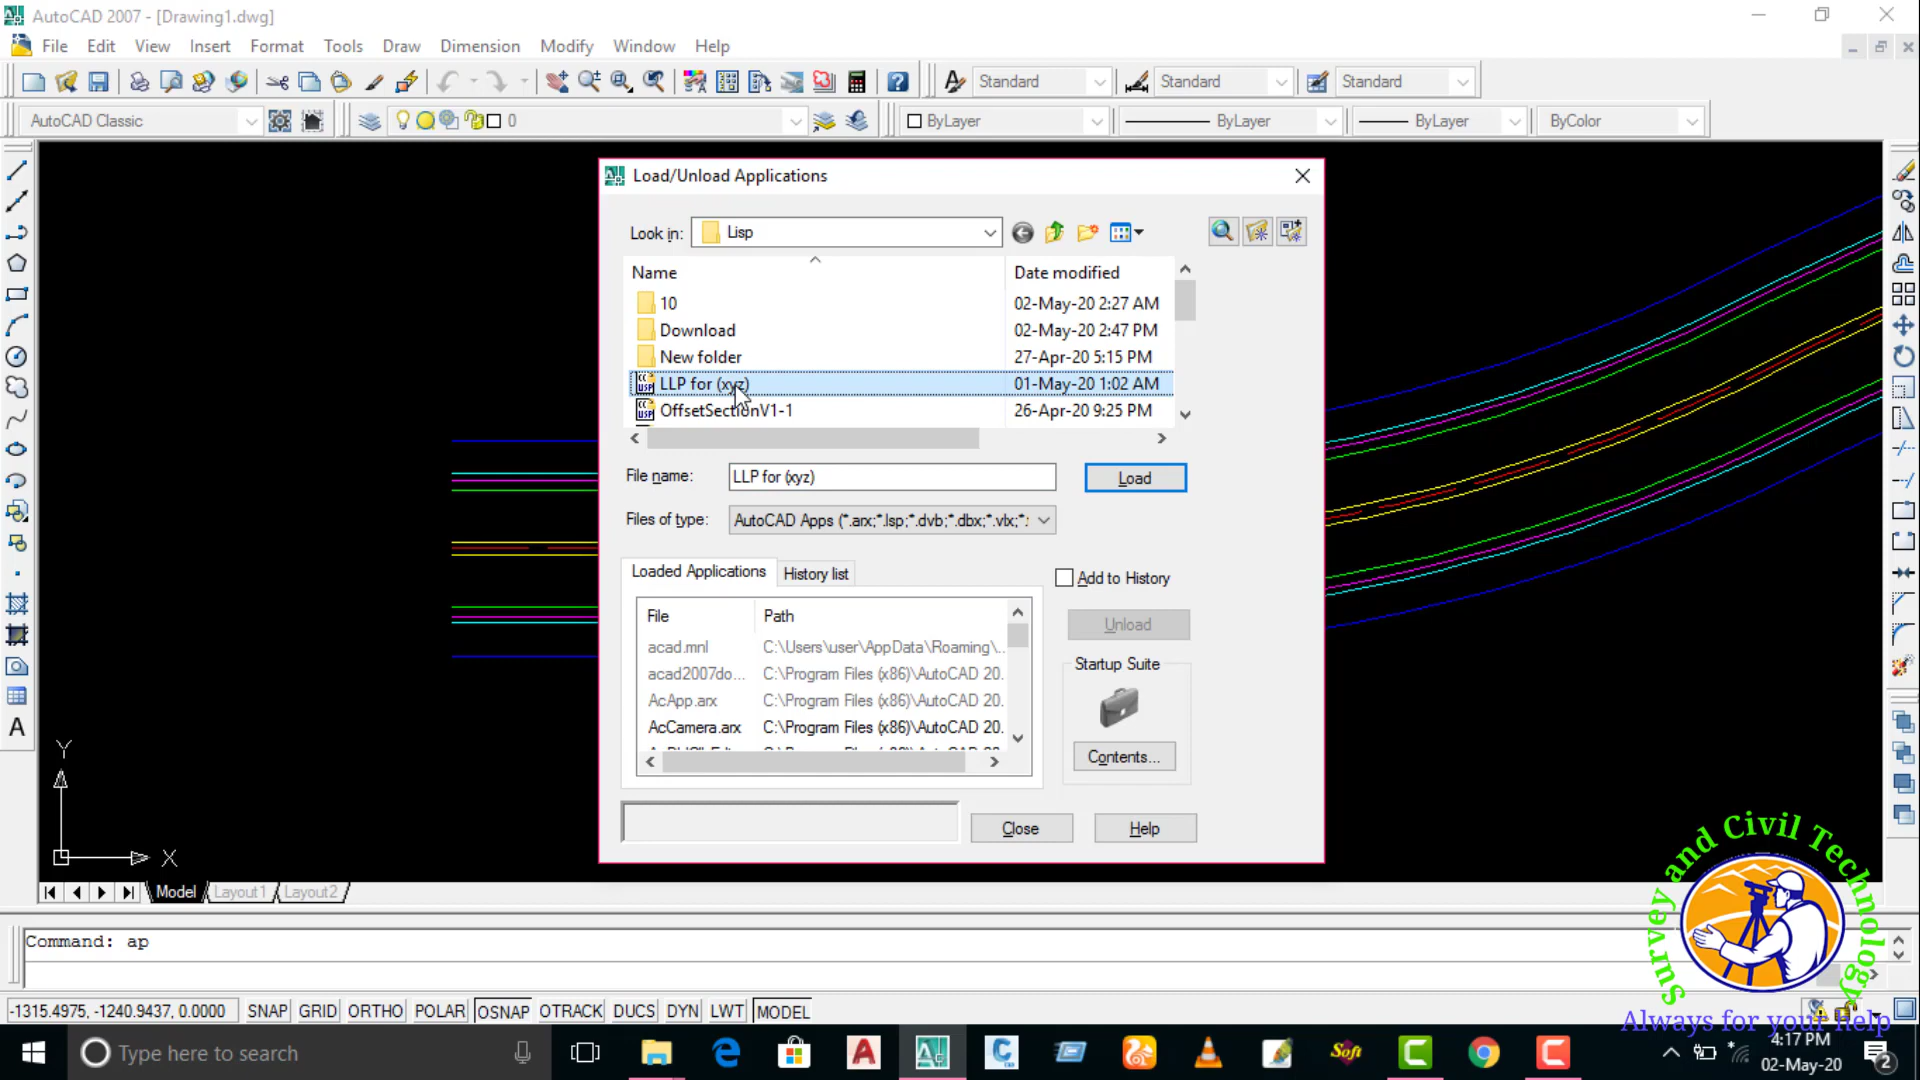 AutoCAD 2007 - [Drawing1.dwg]
File Edit View Insert Format Tools Draw Dimension Modify Window Help
Standard Standard Standard
AutoCAD Classic 0 ByLayer ByLayer ByLayer ByColor
Load/Unload Applications
Look in: Lisp
Name Date modified
10 02-May-20 2:27 AM
Download 02-May-20 2:47 PM
New folder 27-Apr-20 5:15 PM
LLP for (xyz) 01-May-20 1:02 AM
OffsetSectionV1-1 26-Apr-20 9:25 PM
File name: LLP for (xyz) Load
Files of type: AutoCAD Apps (*.arx;*.lsp;*.dvb;*.dbx;*.vlx;*.
Loaded Applications History list Add to History
File Path
acad.mnl C:\Users\user\AppData\Roaming\..
acad2007do... C:\Program Files (x86)\AutoCAD 20.
AcApp.arx C:\Program Files (x86)\AutoCAD 20.
AcCamera.arx C:\Program Files (x86)\AutoCAD 20.
Unload
Startup Suite
Contents...
Close Help
Y
X
Model Layout1 Layout2
Command: ap
Survey and Civil Technology
Always for your help
-1315.4975, -1240.9437, 0.0000 SNAP GRID ORTHO POLAR OSNAP OTRACK DUCS DYN LWT MODEL
Type here to search
Soft
4:17 PM
02-May-20
2